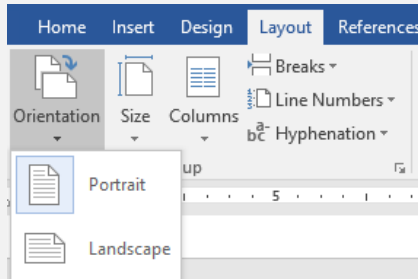 Home Insert Design Layout References
Breaks
Line Numbers
Orientation Size Columns
Hyphenation
Portrait
up
5
Landscape